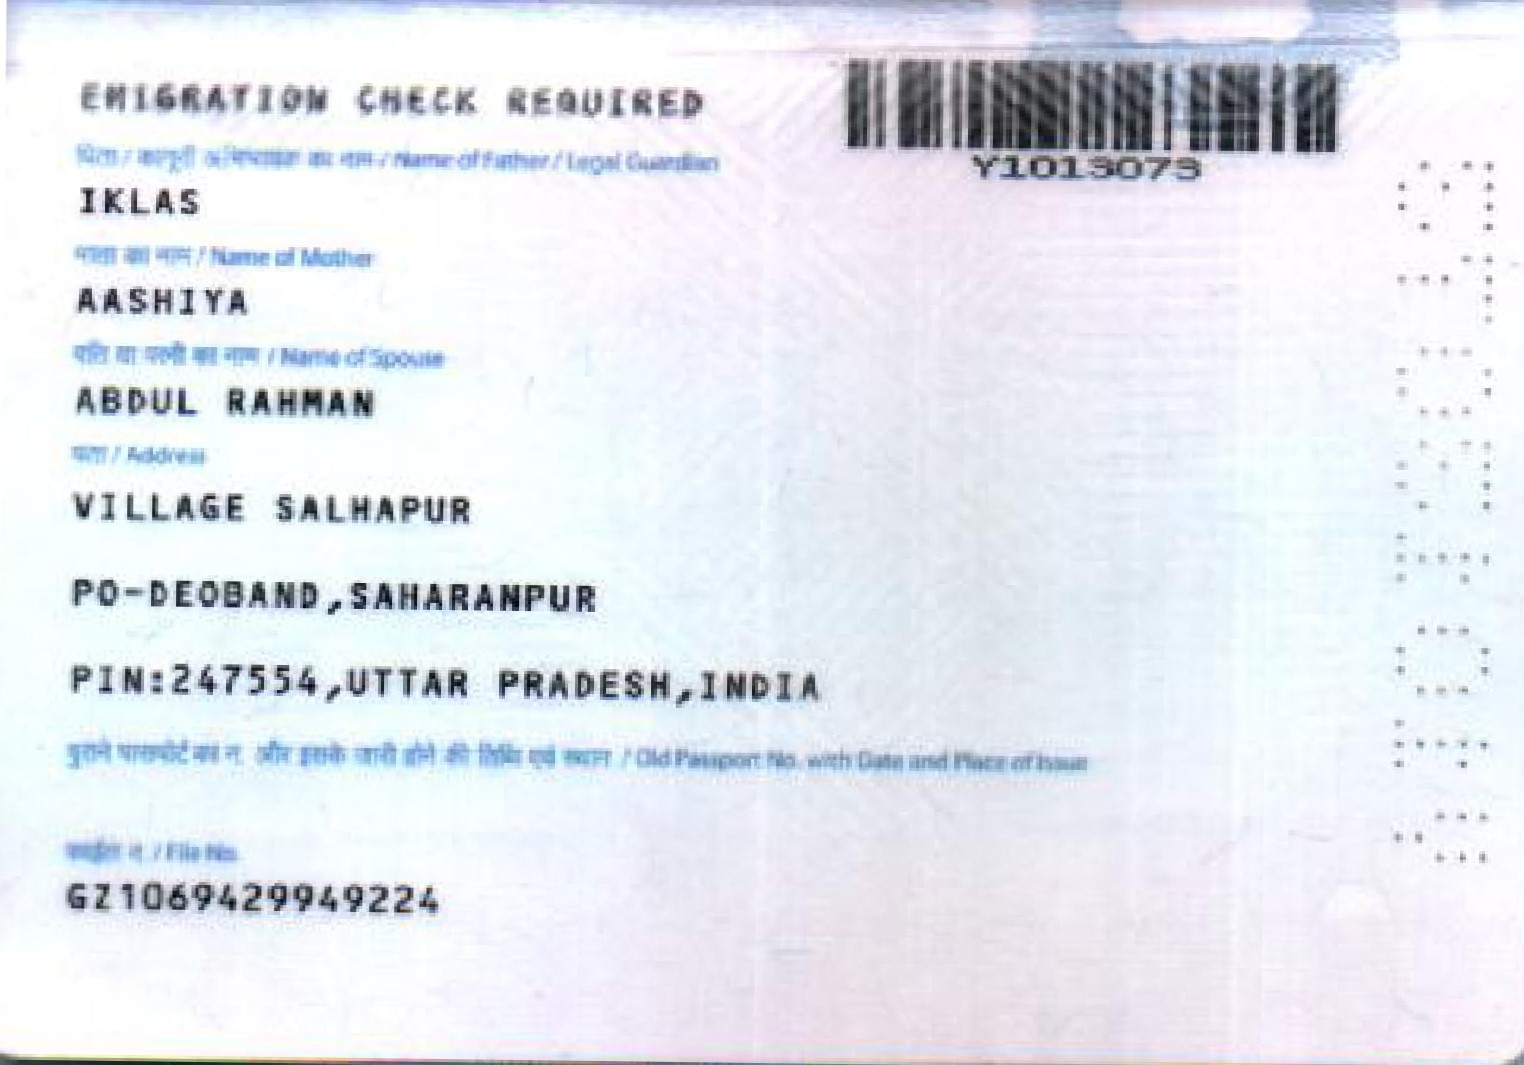 EMIGRATION CHECK REQUIRED
Y1013073
पिता / कानूनी अभिभावक का नाम / Name of Father / Legal Guardian
IKLAS
माता का नाम / Name of Mother
AASHIYA
पति या पत्नी का नाम / Name of Spouse
ABDUL RAHMAN
पता / Address
VILLAGE SALHAPUR
PO-DEOBAND,SAHARANPUR
PIN:247554,UTTAR PRADESH,INDIA
पुराने पासपोर्ट का न. और इसके जारी होने की तिथि एवं स्थान / Old Passport No. with Date and Place of Issue
फाईल न. / File No.
GZ1069429949224